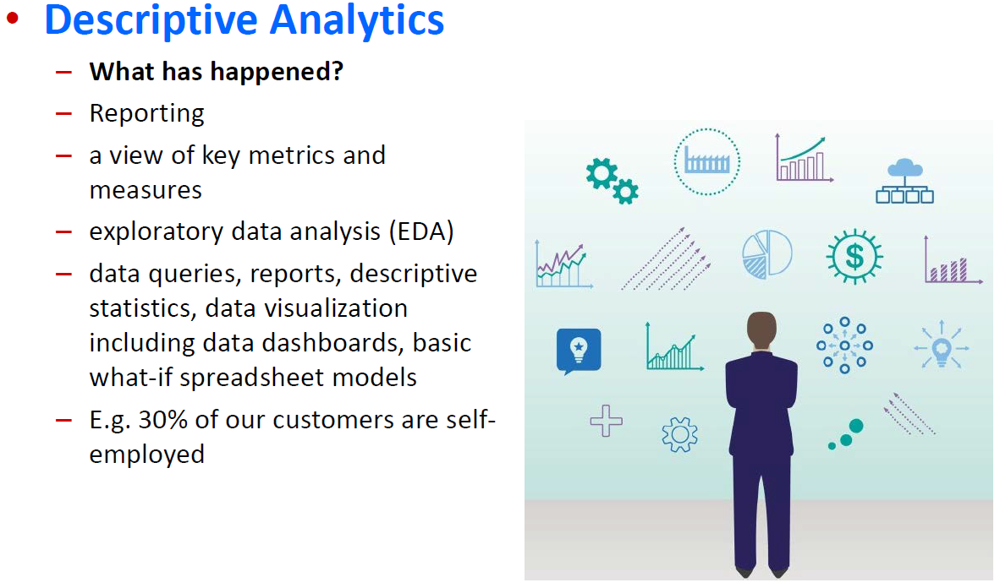 • Descriptive Analytics
– What has happened?
– Reporting
– a view of key metrics and
measures
– exploratory data analysis (EDA)
– data queries, reports, descriptive
statistics, data visualization
including data dashboards, basic
what-if spreadsheet models
– E.g. 30% of our customers are self-
employed
$